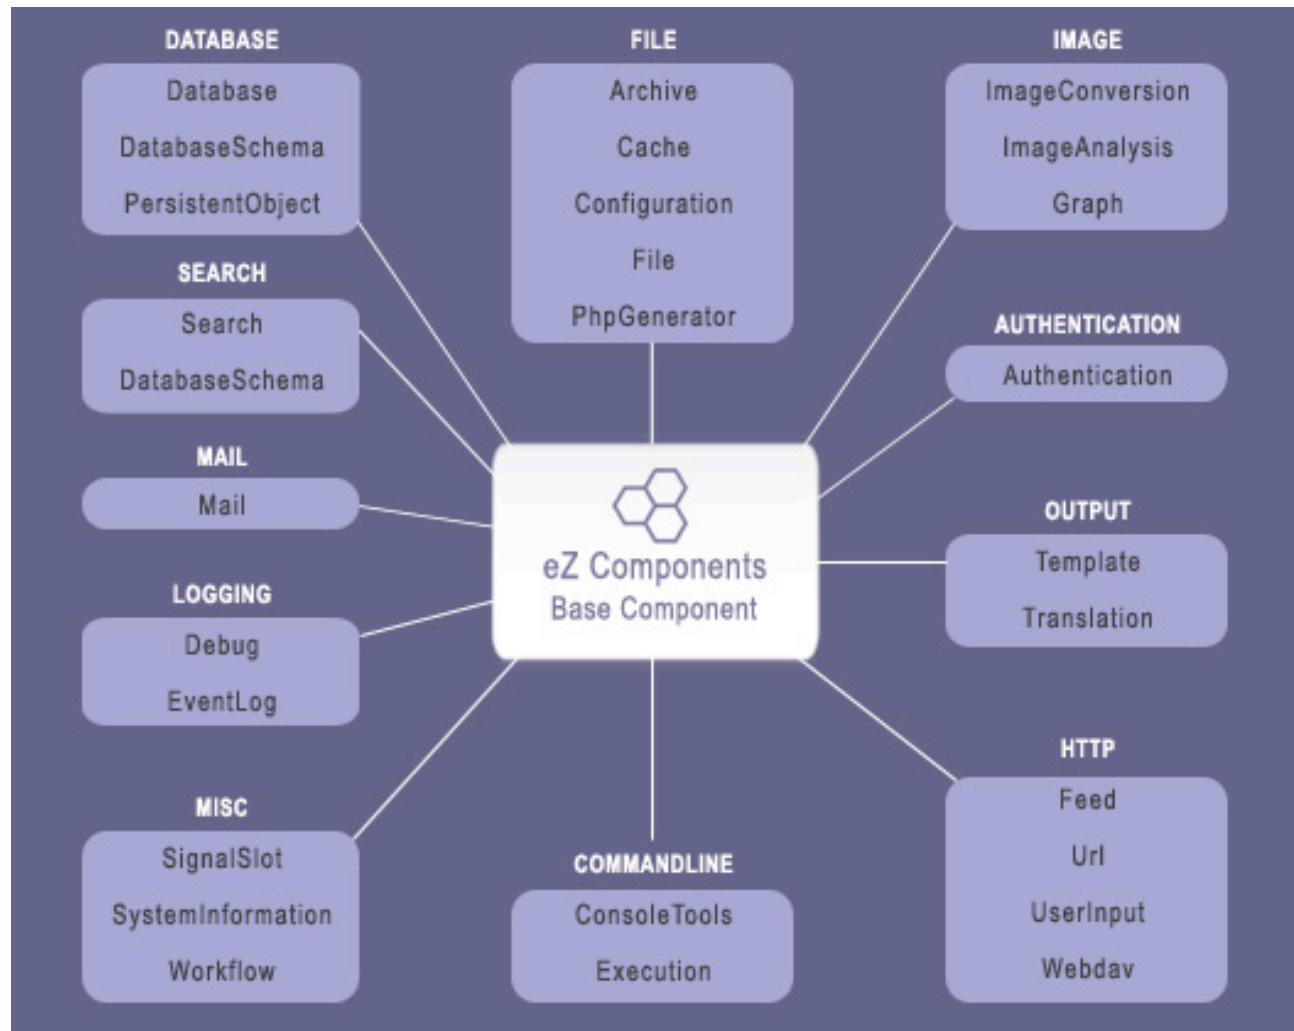 DATABASE
Database
DatabaseSchema
PersistentObject
SEARCH
Search
DatabaseSchema
MAIL
Mail
LOGGING
Debug
EventLog
MISC
SignalSlot
SystemInformation
Workflow
FILE
Archive
Cache
Configuration
File
PhpGenerator
eZ Components
Base Component
COMMANDLINE
ConsoleTools
Execution
IMAGE
ImageConversion
ImageAnalysis
Graph
AUTHENTICATION
Authentication
OUTPUT
Template
Translation
HTTP
Feed
Url
UserInput
Webdav